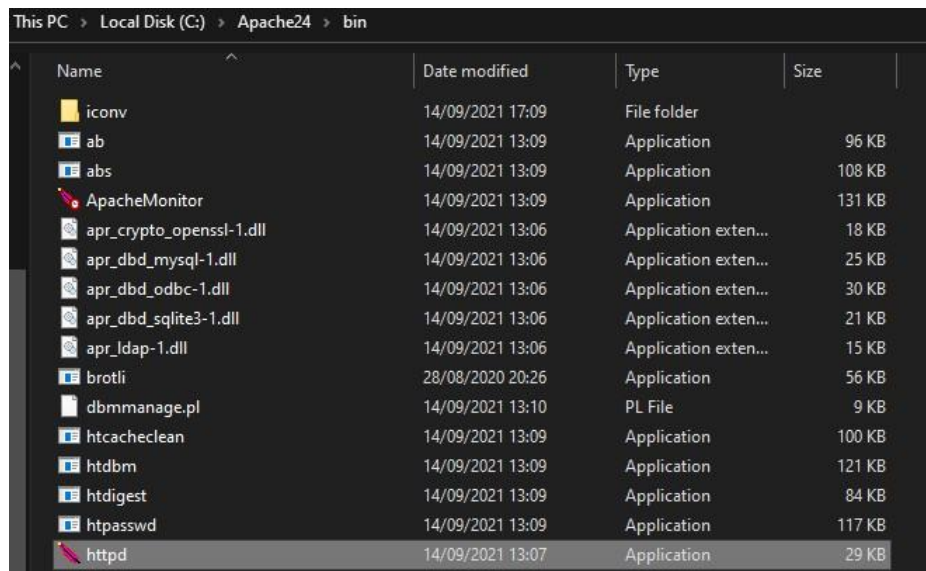 This PC > Local Disk (C:) > Apache24 > bin
Name Date modified Type Size
iconv 14/09/2021 17:09 File folder
ab 14/09/2021 13:09 Application 96 KB
abs 14/09/2021 13:09 Application 108 KB
ApacheMonitor 14/09/2021 13:09 Application 131 KB
apr_crypto_openssl-1.dll 14/09/2021 13:06 Application exten... 18 KB
apr_dbd_mysql-1.dll 14/09/2021 13:06 Application exten... 25 KB
apr_dbd_odbc-1.dll 14/09/2021 13:06 Application exten... 30 KB
apr_dbd_sqlite3-1.dll 14/09/2021 13:06 Application exten... 21 KB
apr_ldap-1.dll 14/09/2021 13:06 Application exten... 15 KB
brotli 28/08/2020 20:26 Application 56 KB
dbmmanage.pl 14/09/2021 13:10 PL File 9 KB
htcacheclean 14/09/2021 13:09 Application 100 KB
htdbm 14/09/2021 13:09 Application 121 KB
htdigest 14/09/2021 13:09 Application 84 KB
htpasswd 14/09/2021 13:09 Application 117 KB
httpd 14/09/2021 13:07 Application 29 KB